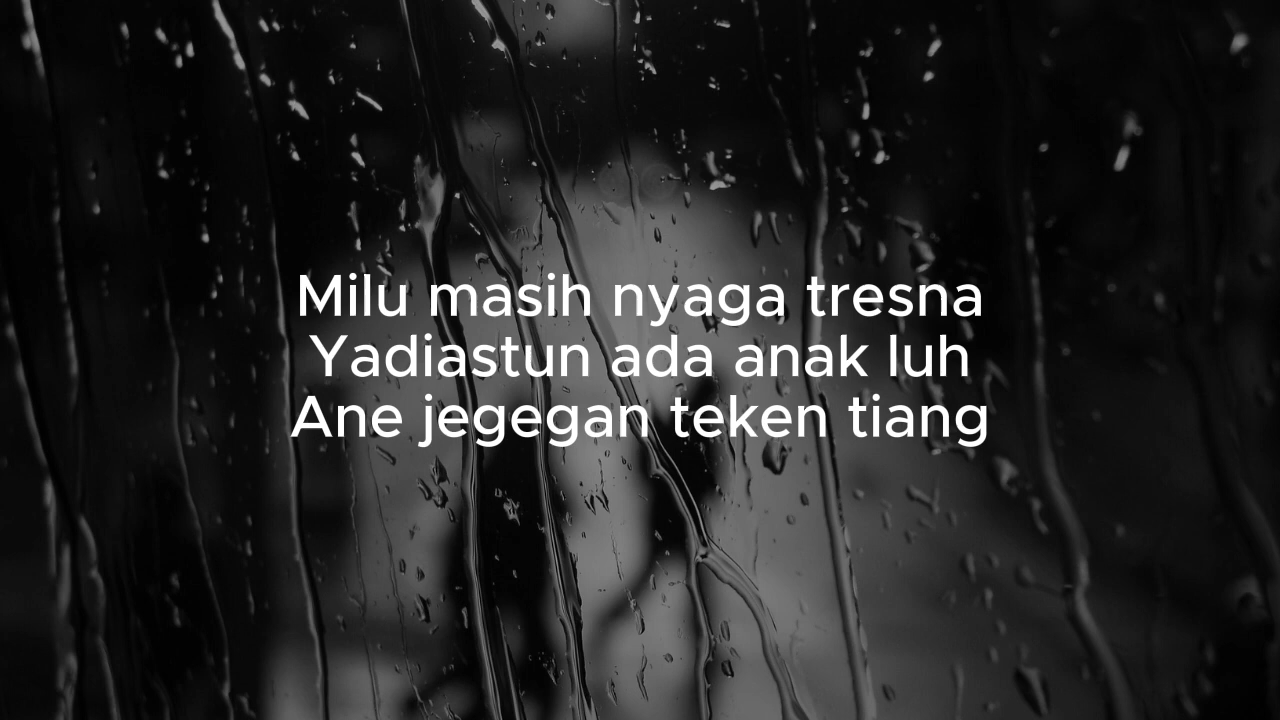 Milu masih nyaga tresna
Yadiastun ada anak luh
Ane jegegan teken tiang